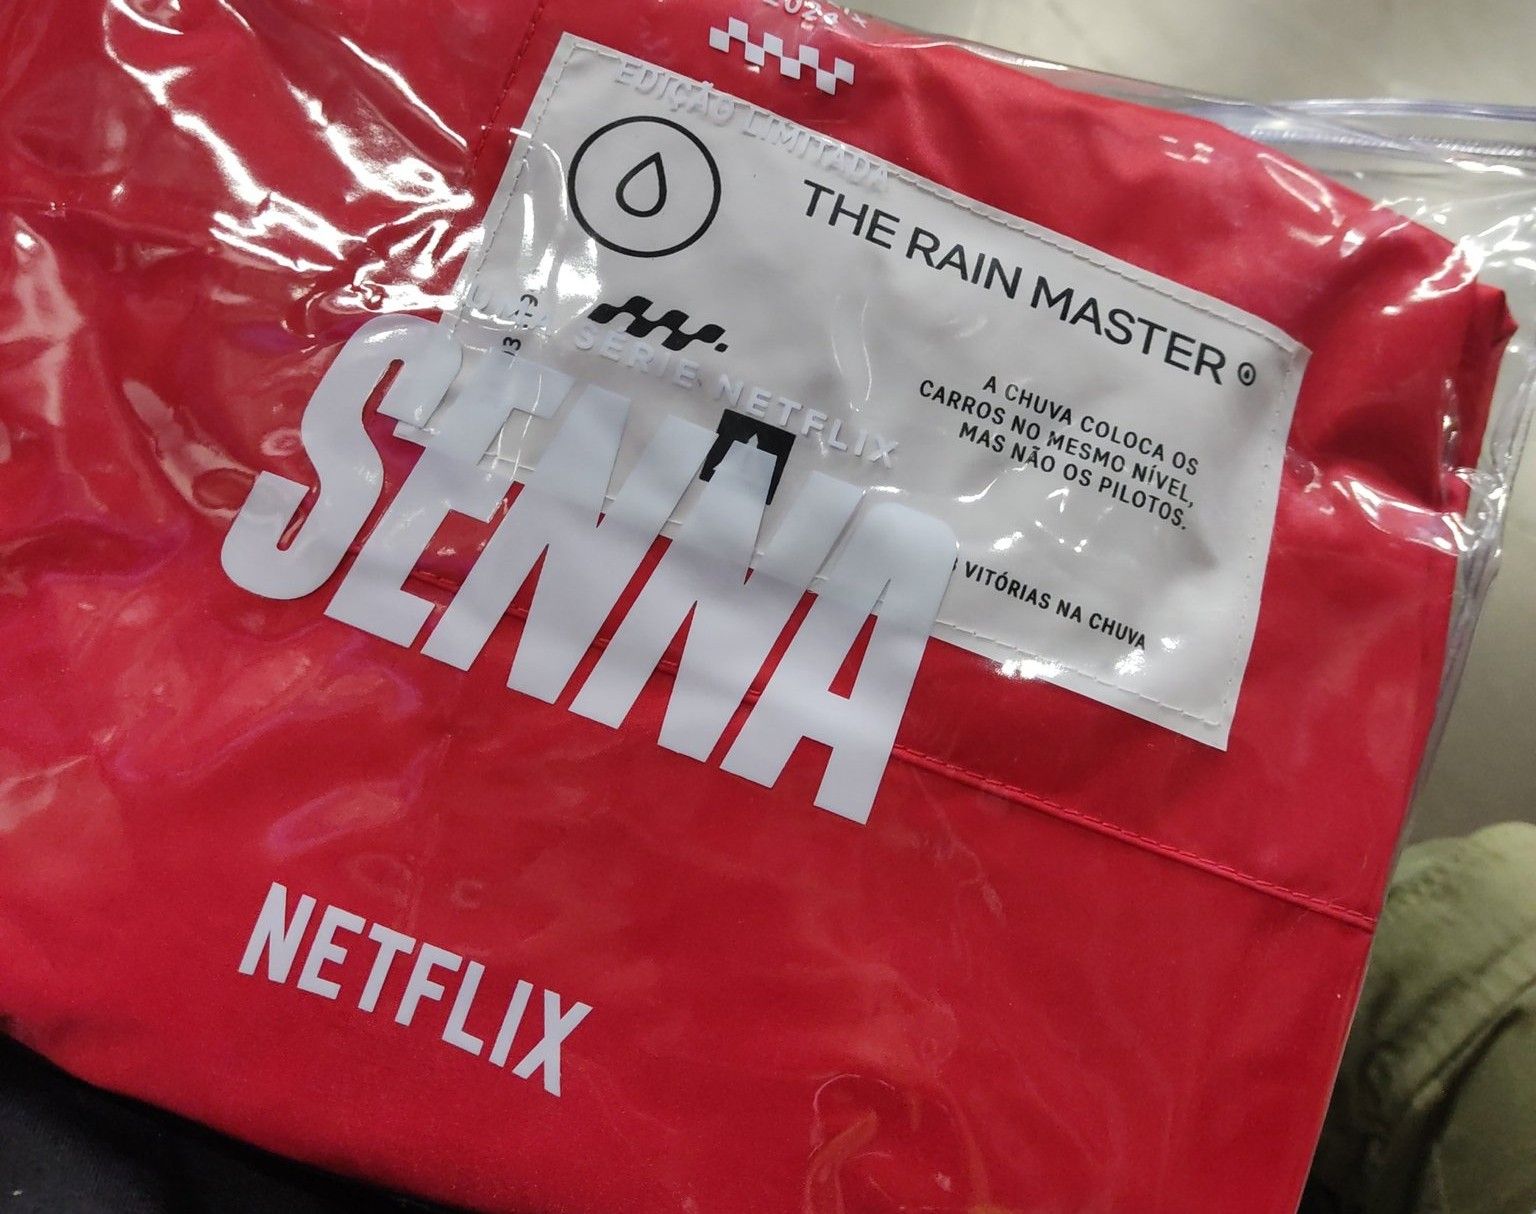 2024
EDIÇÃO LIMITADA
THE RAIN MASTER
UMA SÉRIE NETFLIX
SENNA
A CHUVA COLOCA OS
CARROS NO MESMO NÍVEL,
MAS NÃO OS PILOTOS.
VITÓRIAS NA CHUVA
NETFLIX